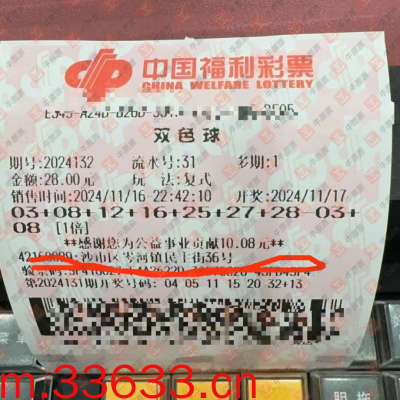 中国福利彩票
CHINA WELFARE LOTTERY
双色球
期号:2024132 流水号:31 多期:1
金额:28.00元 玩 法:复式
销售时间:2024/11/16-22:42:10 开奖:2024/11/17
03+08+12+16+25+27+28-03+
08 [1倍]
**感谢您为公益事业贡献10.08元**
沙市区岑河镇民主街36号
第2024131期开奖号码: 04 05 11 15 20 32+13
m.33633.cn